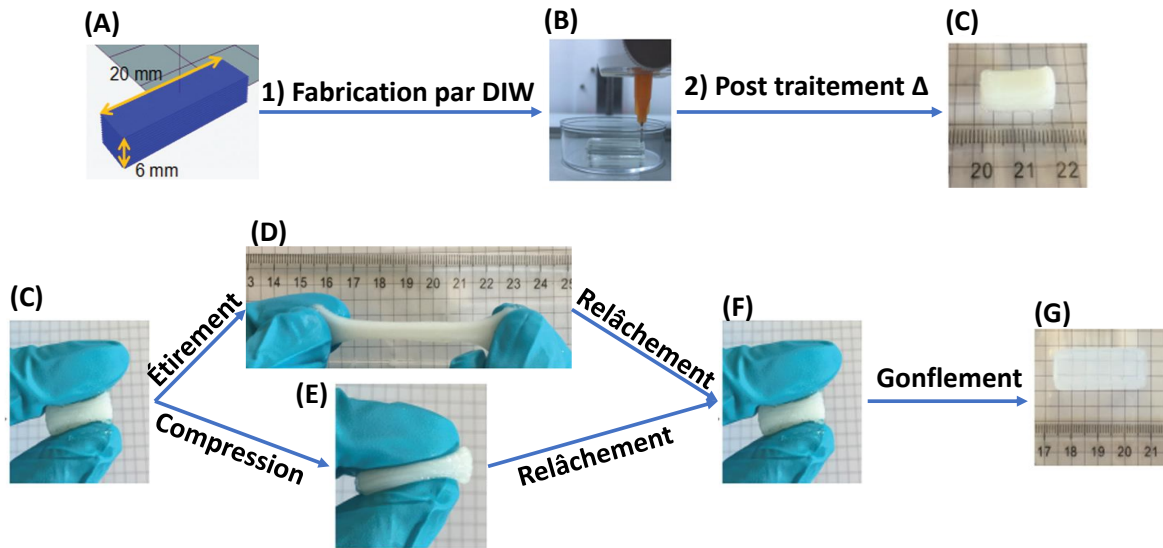 (A)
20 mm
6 mm
1) Fabrication par DIW
(B)
2) Post traitement Δ
(C)
20 21 22
(C)
Étirement
Compression
(D)
3 14 15 16 17 18 19 20 21 22 23 24 25
(E)
Relâchement
Relâchement
(F)
Gonflement
(G)
17 18 19 20 21